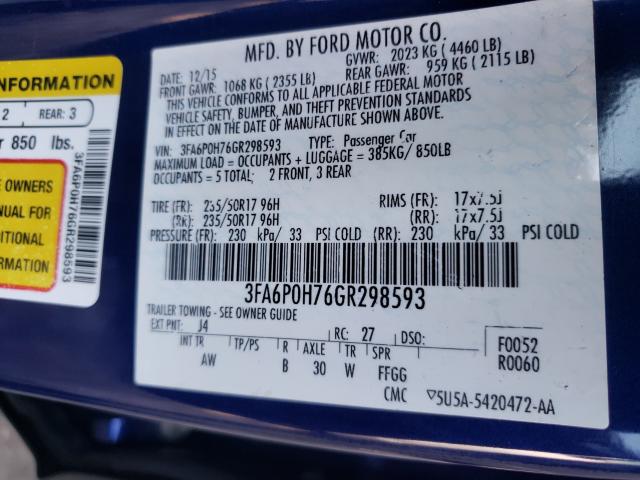 MFD. BY FORD MOTOR CO.
DATE: 12/15 GVWR: 2023 KG ( 4460 LB)
FRONT GAWR: 1068 KG ( 2355 LB) REAR GAWR: 959 KG ( 2115 LB)
THIS VEHICLE CONFORMS TO ALL APPLICABLE FEDERAL MOTOR
VEHICLE SAFETY, BUMPER, AND THEFT PREVENTION STANDARDS
IN EFFECT ON THE DATE OF MANUFACTURE SHOWN ABOVE.
VIN: 3FA6P0H76GR298593 TYPE: Passenger Car
MAXIMUM LOAD = OCCUPANTS + LUGGAGE = 385KG/ 850LB
OCCUPANTS = 5 TOTAL; 2 FRONT, 3 REAR
TIRE (FR): 235/50R17 96H RIMS (FR): 17x7.5J
(RR): 235/50R17 96H (RR): 17x7.5J
PRESSURE (FR): 230 kPa/ 33 PSI COLD (RR): 230 kPa/ 33 PSI COLD
3FA6P0H76GR298593
TRAILER TOWING - SEE OWNER GUIDE
EXT PNT: J4 RC: 27 DSO: F0052
R0060
INT TR TP/PS R AXLE TR SPR
AW B 30 W FFGG
CMC ▽5U5A-5420472-AA
INFORMATION
2 REAR: 3
850 lbs.
OWNERS
MANUAL FOR
INFORMATION
3FA6P0H76GR298593